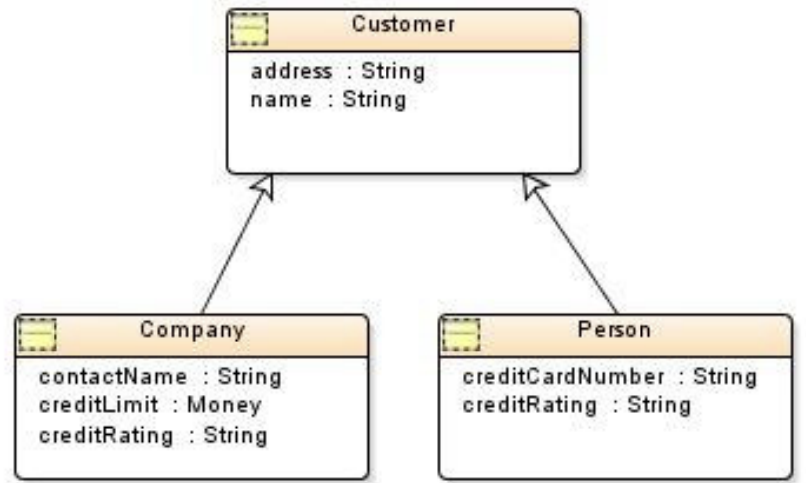 Customer
address : String
name : String
Company
contactName : String
creditLimit : Money
creditRating : String
Person
creditCardNumber : String
creditRating : String